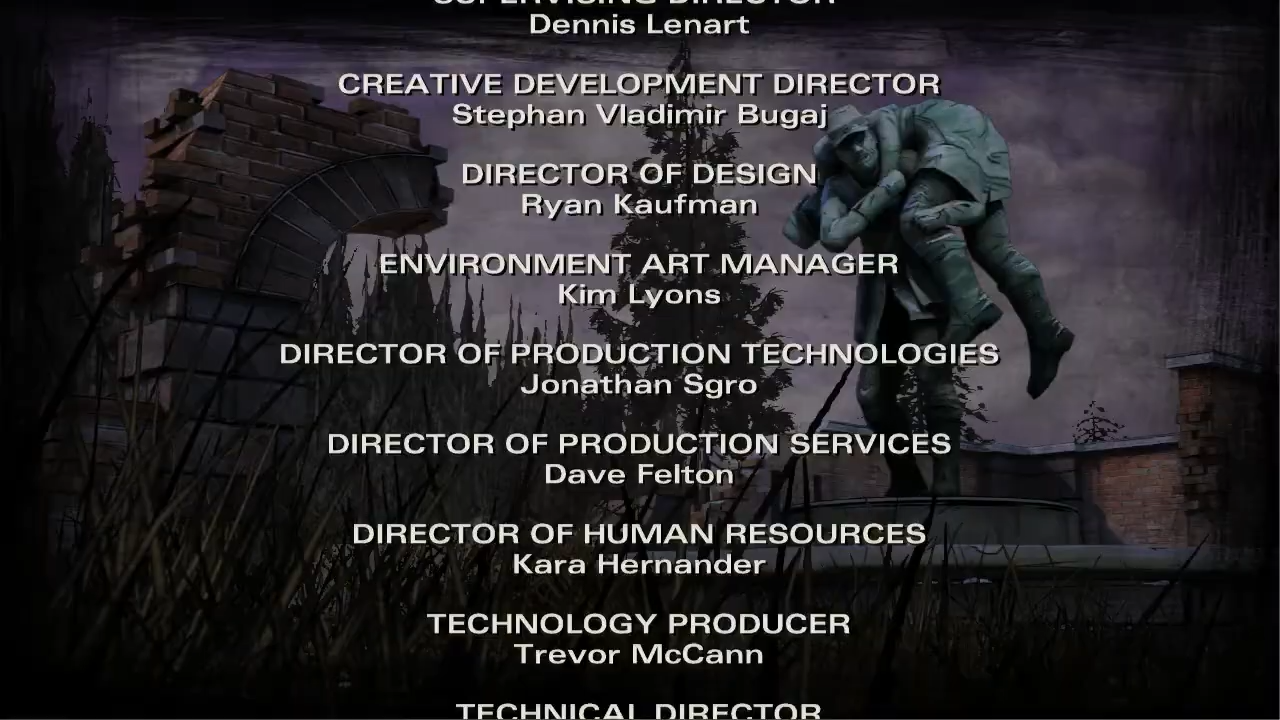 SUPERVISING DIRECTOR
Dennis Lenart
CREATIVE DEVELOPMENT DIRECTOR
Stephan Vladimir Bugaj
DIRECTOR OF DESIGN
Ryan Kaufman
ENVIRONMENT ART MANAGER
Kim Lyons
DIRECTOR OF PRODUCTION TECHNOLOGIES
Jonathan Sgro
DIRECTOR OF PRODUCTION SERVICES
Dave Felton
DIRECTOR OF HUMAN RESOURCES
Kara Hernander
TECHNOLOGY PRODUCER
Trevor McCann
TECHNICAL DIRECTOR